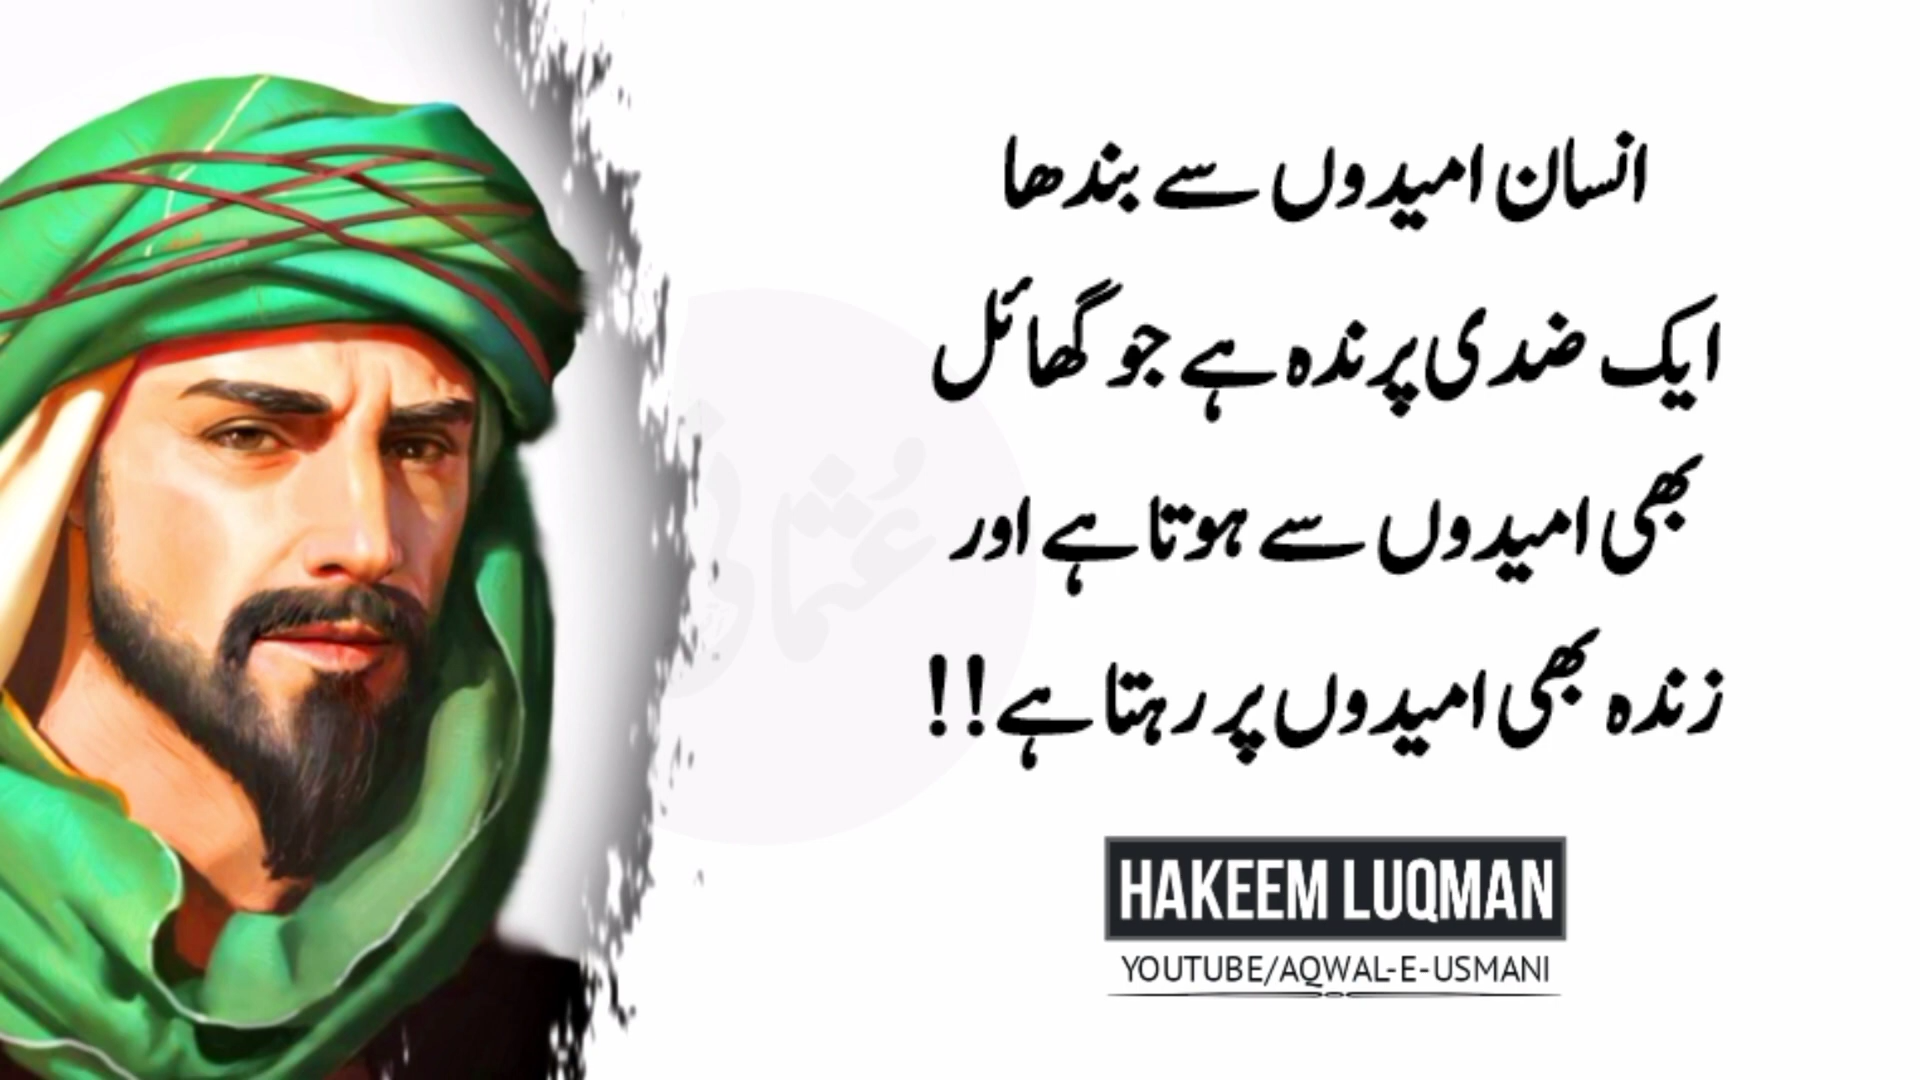 انسان امیدوں سے بندھا
ایک ضدی پرندہ ہے جو گھائل
بھی امیدوں سے ہوتا ہے اور
زندہ بھی امیدوں پر رہتا ہے!!
عثمانی
HAKEEM LUQMAN
YOUTUBE/AQWAL-E-USMANI